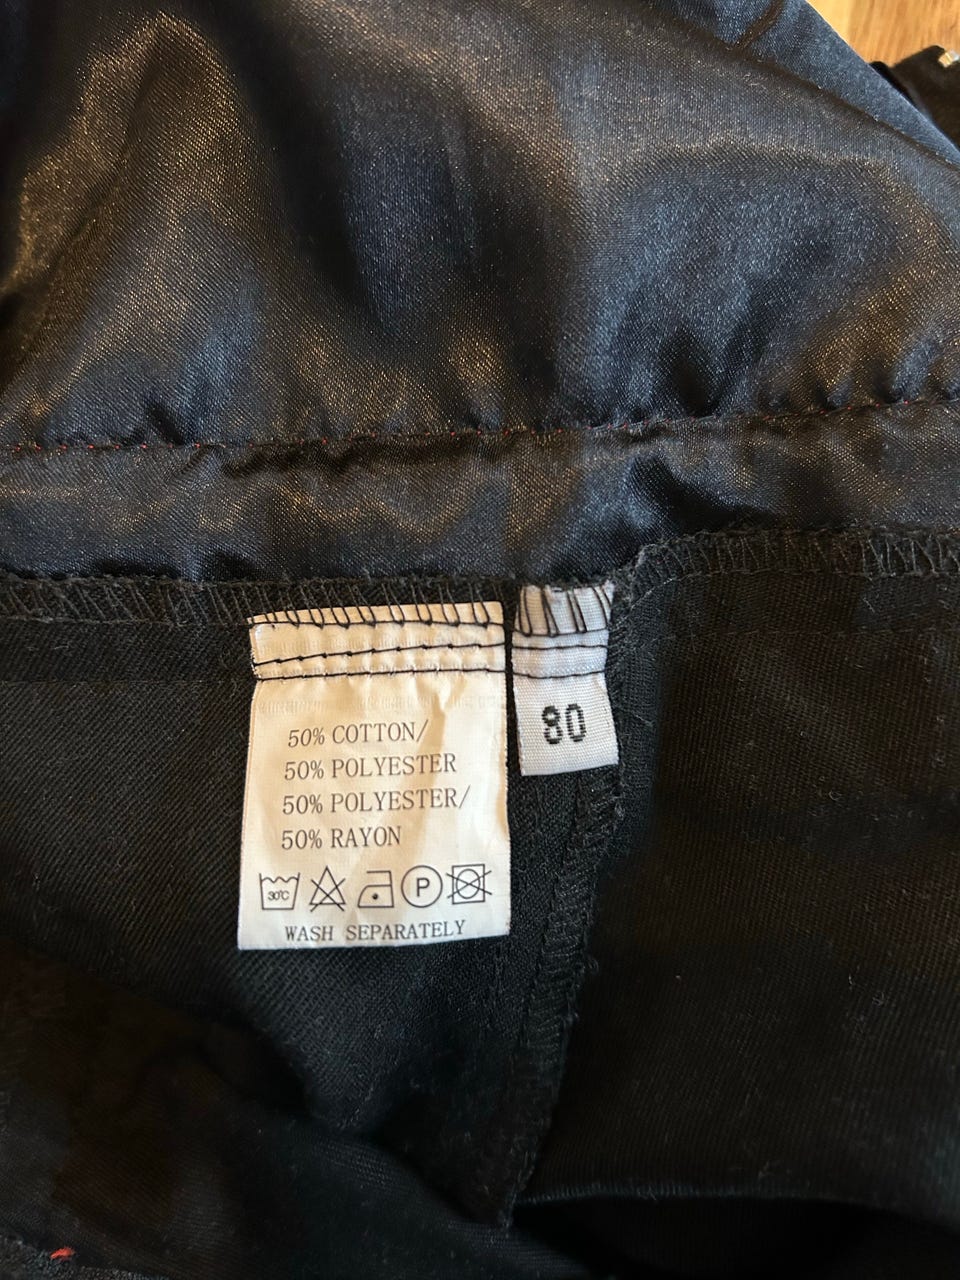 50% COTTON/
50% POLYESTER
50% POLYESTER/
50% RAYON
30°C P
WASH SEPARATELY
80